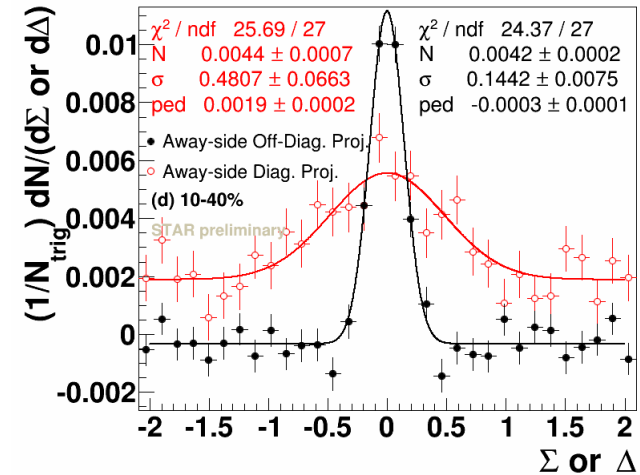 χ² / ndf 25.69 / 27
N 0.0044 ± 0.0007
σ 0.4807 ± 0.0663
ped 0.0019 ± 0.0002
χ² / ndf 24.37 / 27
N 0.0042 ± 0.0002
σ 0.1442 ± 0.0075
ped -0.0003 ± 0.0001
Away-side Off-Diag. Proj.
Away-side Diag. Proj.
(d) 10-40%
STAR preliminary
(1/N_trig) dN/(dΣ or dΔ)
0.01
0.008
0.006
0.004
0.002
0
-0.002
-2 -1.5 -1 -0.5 0 0.5 1 1.5 2
Σ or Δ